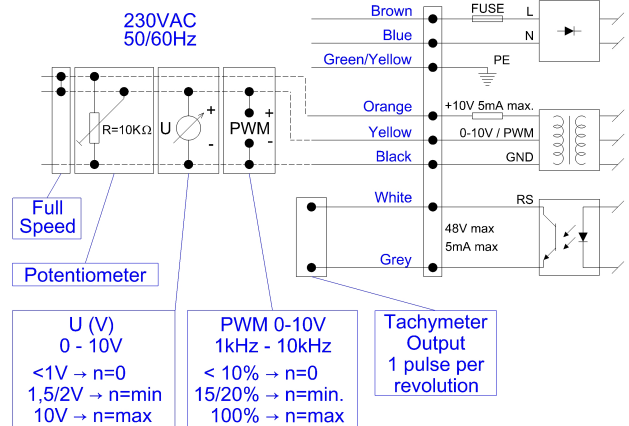 230VAC
50/60Hz
Brown
FUSE
L
Blue
N
Green/Yellow
PE
Orange
+10V 5mA max.
Yellow
0-10V / PWM
Black
GND
R=10KΩ
U
+
-
PWM
+
-
White
RS
48V max
5mA max
Grey
Full
Speed
Potentiometer
U (V)
0 - 10V
<1V → n=0
1,5/2V → n=min
10V → n=max
PWM 0-10V
1kHz - 10kHz
< 10% → n=0
15/20% → n=min.
100% → n=max
Tachymeter
Output
1 pulse per
revolution